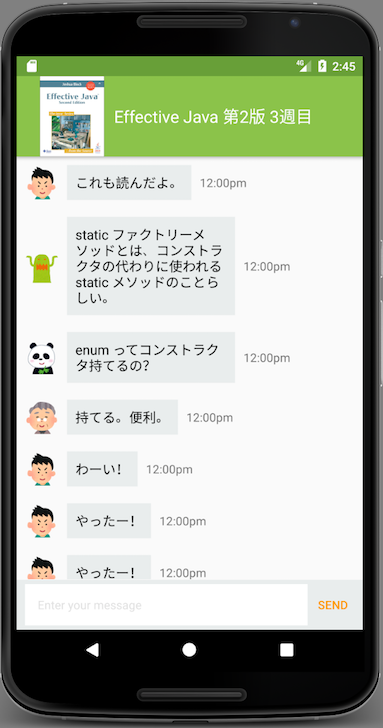 4G
2:45
Effective Java
Second Edition
Effective Java 第2版 3週目
これも読んだよ。
12:00pm
static ファクトリーメ
ソッドとは、コンストラ
クタの代わりに使われる
static メソッドのことら
しい。
12:00pm
enum ってコンストラク
タ持てるの?
12:00pm
持てる。便利。
12:00pm
わーい!
12:00pm
やったー!
12:00pm
やったー!
12:00pm
Enter your message
SEND